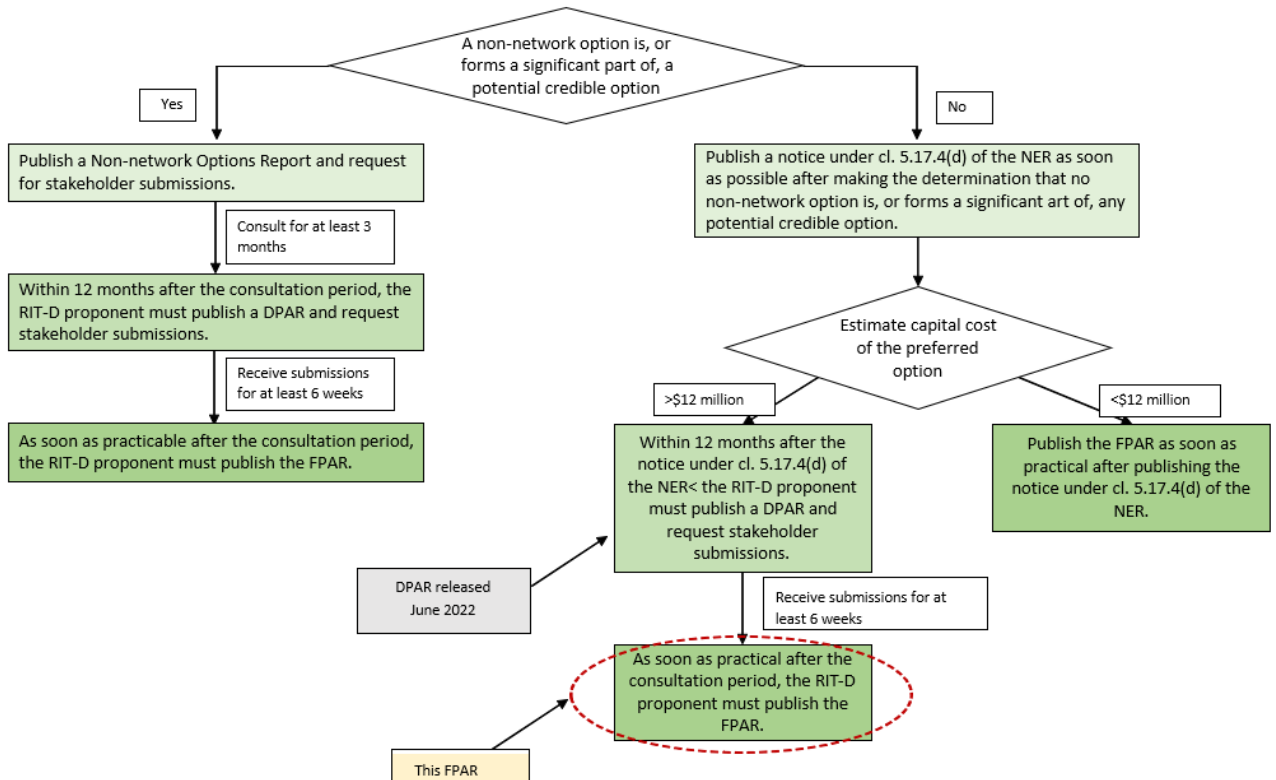 A non-network option is, or
forms a significant part of, a
potential credible option
Yes
No
Publish a Non-network Options Report and request
for stakeholder submissions.
Publish a notice under cl. 5.17.4(d) of the NER as soon
as possible after making the determination that no
non-network option is, or forms a significant art of, any
potential credible option.
Consult for at least 3
months
Within 12 months after the consultation period, the
RIT-D proponent must publish a DPAR and request
stakeholder submissions.
Estimate capital cost
of the preferred
option
Receive submissions
for at least 6 weeks
>$12 million
<$12 million
As soon as practicable after the consultation period,
the RIT-D proponent must publish the FPAR.
Within 12 months after the
notice under cl. 5.17.4(d) of
the NER< the RIT-D proponent
must publish a DPAR and
request stakeholder
submissions.
Publish the FPAR as soon as
practical after publishing the
notice under cl. 5.17.4(d) of the
NER.
DPAR released
June 2022
Receive submissions for at
least 6 weeks
As soon as practical after the
consultation period, the RIT-D
proponent must publish the
FPAR.
This FPAR